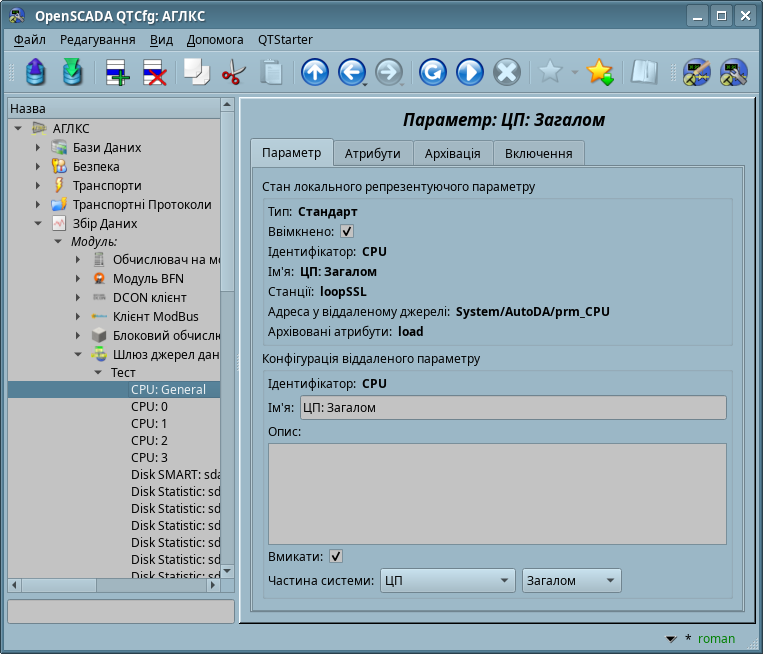 OpenSCADA QTCfg: АГЛКС
Файл Редагування Вид Допомога QTStarter
Назва
АГЛКС
Бази Даних
Безпека
Транспорти
Транспортні Протоколи
Збір Даних
Модуль:
Обчислювач на мо
Модуль BFN
DCON клієнт
Клієнт ModBus
Блоковий обчислю
Шлюз джерел дан
Тест
CPU: General
CPU: 0
CPU: 1
CPU: 2
CPU: 3
Disk SMART: sda
Disk Statistic: sd
Disk Statistic: sd
Disk Statistic: sd
Disk Statistic: sd
Disk Statistic: sd
Disk Statistic: sd
Параметр: ЦП: Загалом
Параметр Атрибути Архівація Включення
Стан локального репрезентуючого параметру
Тип: Стандарт
Ввімкнено:
Ідентифікатор: CPU
Ім'я: ЦП: Загалом
Станції: loopSSL
Адреса у віддаленому джерелі: System/AutoDA/prm_CPU
Архівовані атрибути: load
Конфігурація віддаленого параметру
Ідентифікатор: CPU
Ім'я: ЦП: Загалом
Опис:
Вмикати:
Частина системи: ЦП Загалом
* roman